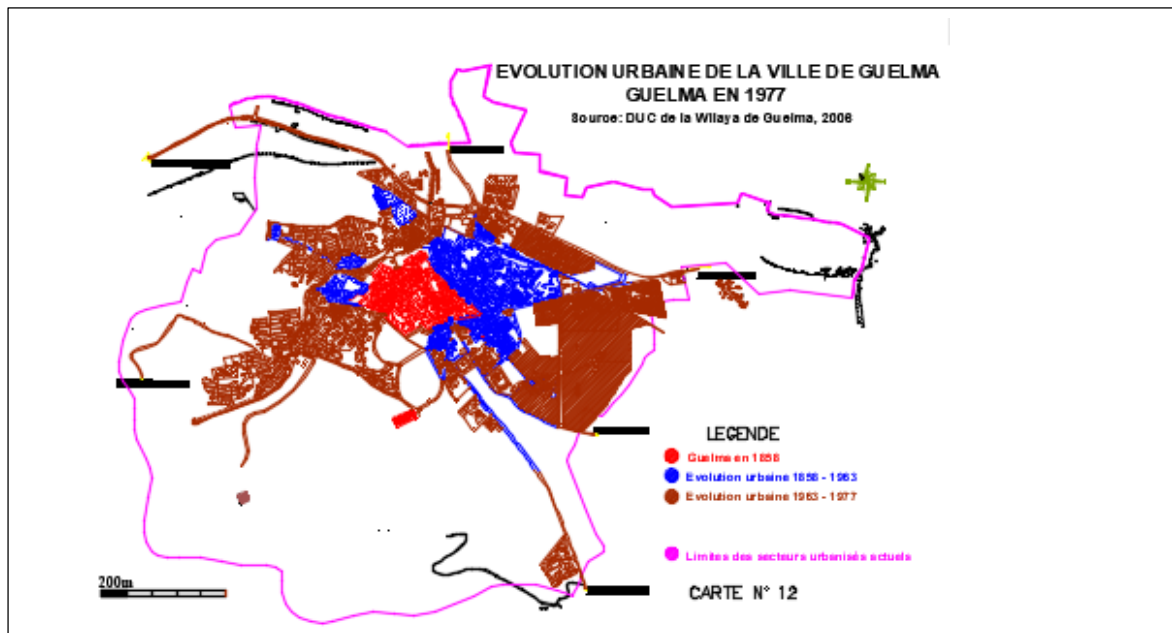 EVOLUTION URBAINE DE LA VILLE DE GUELMA
GUELMA EN 1977
Source: DUC de la Wilaya de Guelma, 2006
LEGENDE
Guelma en 1858
Evolution urbaine 1858 - 1963
Evolution urbaine 1963 - 1977
Limites des secteurs urbanisés actuels
200m
CARTE N° 12